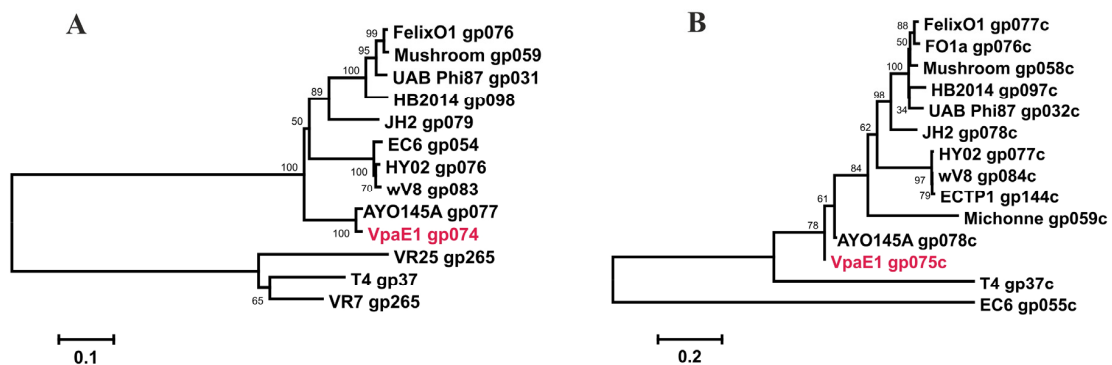 A
99
FelixO1 gp076
95
Mushroom gp059
100
UAB Phi87 gp031
89
HB2014 gp098
50
JH2 gp079
EC6 gp054
100
HY02 gp076
100
70
wV8 gp083
AYO145A gp077
100
VpaE1 gp074
VR25 gp265
T4 gp37
65
VR7 gp265
0.1
B
88
FelixO1 gp077c
50
FO1a gp076c
100
Mushroom gp058c
98
HB2014 gp097c
34
UAB Phi87 gp032c
62
JH2 gp078c
HY02 gp077c
84
97
wV8 gp084c
79
ECTP1 gp144c
61
Michonne gp059c
78
AYO145A gp078c
VpaE1 gp075c
T4 gp37c
EC6 gp055c
0.2